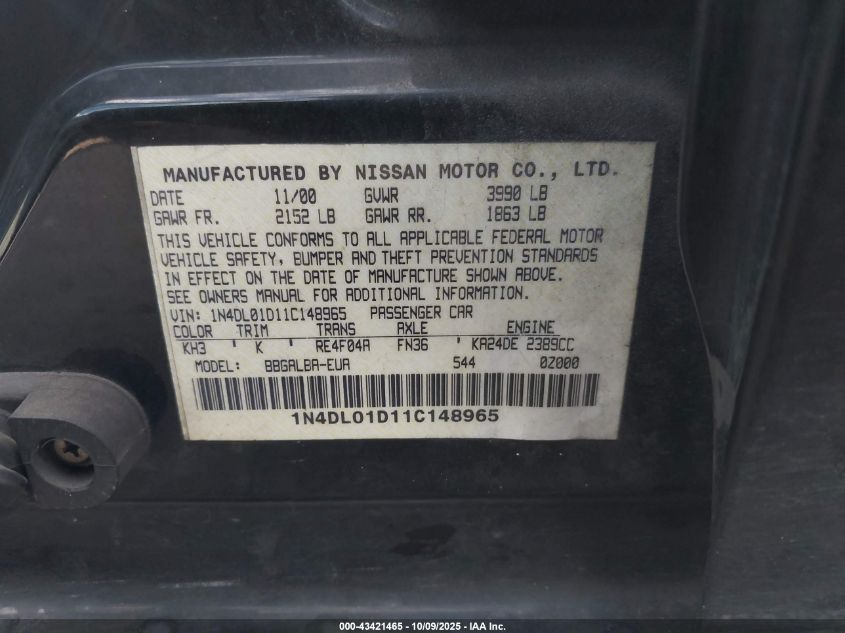 MANUFACTURED BY NISSAN MOTOR CO., LTD.
DATE 11/00 GVWR 3990 LB
GAWR FR. 2152 LB GAWR RR. 1863 LB
THIS VEHICLE CONFORMS TO ALL APPLICABLE FEDERAL MOTOR
VEHICLE SAFETY, BUMPER AND THEFT PREVENTION STANDARDS
IN EFFECT ON THE DATE OF MANUFACTURE SHOWN ABOVE.
SEE OWNERS MANUAL FOR ADDITIONAL INFORMATION.
VIN: 1N4DL01D11C148965 PASSENGER CAR
COLOR TRIM TRANS AXLE ENGINE
KH3 ' K ' RE4F04A FN36 ' KA24DE 2389CC
MODEL: BBGALBA-EUA 544 0Z000
1N4DL01D11C148965
000-43421465 - 10/09/2025 - IAA Inc.